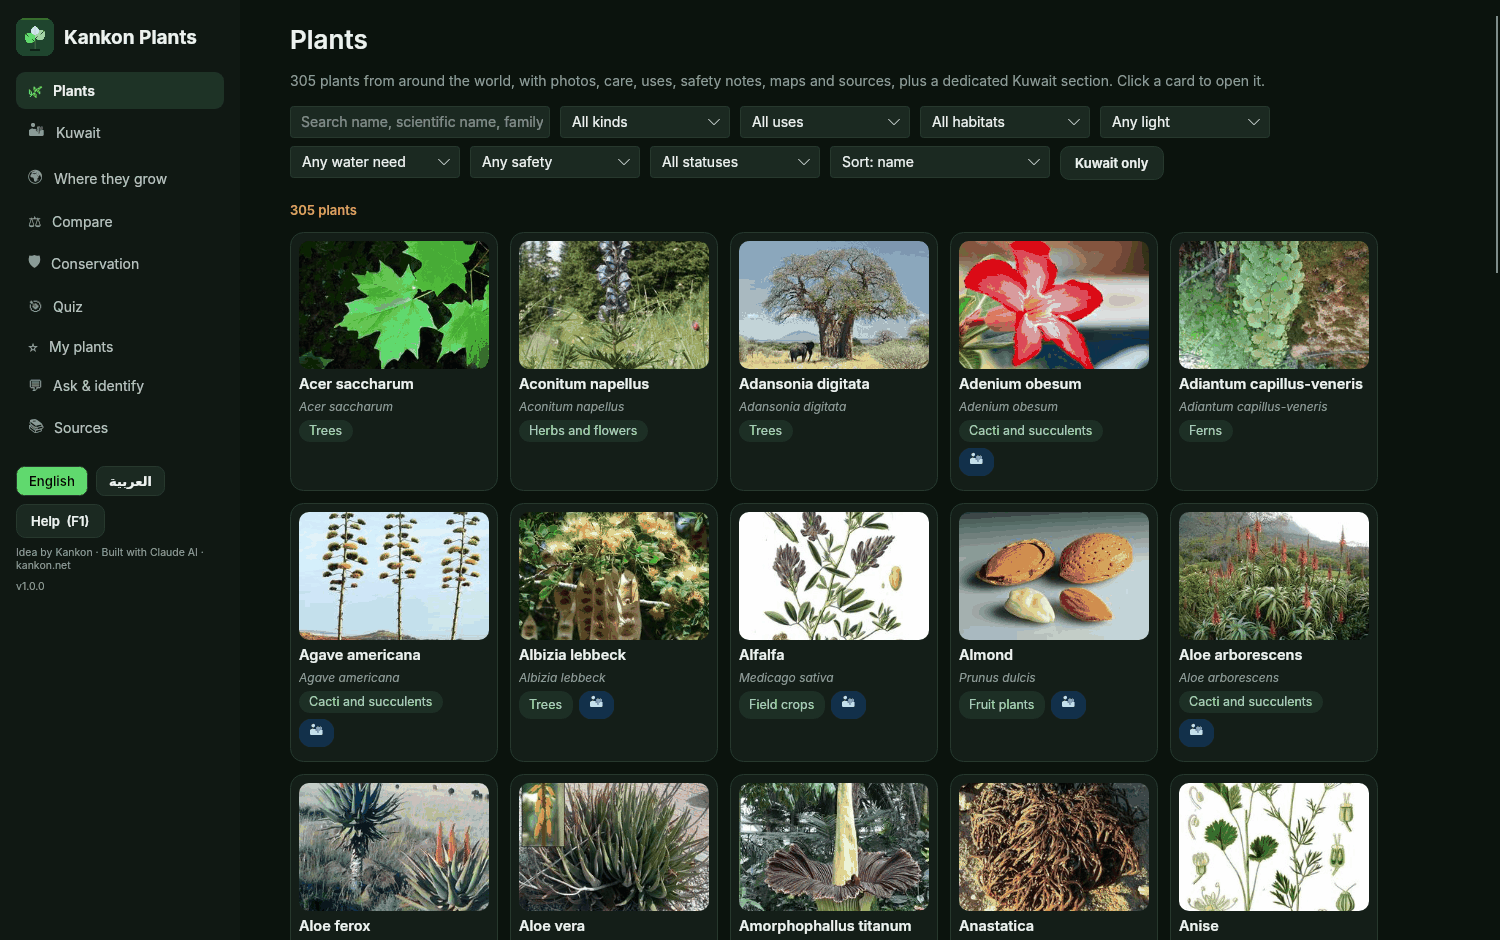 Kankon Plants
Plants
Kuwait
Where they grow
Compare
Conservation
Quiz
My plants
Ask & identify
Sources
English العربية
Help (F1)
Idea by Kankon · Built with Claude AI ·
kankon.net
v1.0.0
Plants
305 plants from around the world, with photos, care, uses, safety notes, maps and sources, plus a dedicated Kuwait section. Click a card to open it.
Search name, scientific name, family All kinds All uses All habitats Any light
Any water need Any safety All statuses Sort: name Kuwait only
305 plants
Acer saccharum Aconitum napellus Adansonia digitata Adenium obesum Adiantum capillus-veneris
Acer saccharum Aconitum napellus Adansonia digitata Adenium obesum Adiantum capillus-veneris
Trees Herbs and flowers Trees Cacti and succulents Ferns
Agave americana Albizia lebbeck Alfalfa Almond Aloe arborescens
Agave americana Albizia lebbeck Medicago sativa Prunus dulcis Aloe arborescens
Cacti and succulents Trees Field crops Fruit plants Cacti and succulents
Aloe ferox Aloe vera Amorphophallus titanum Anastatica Anise